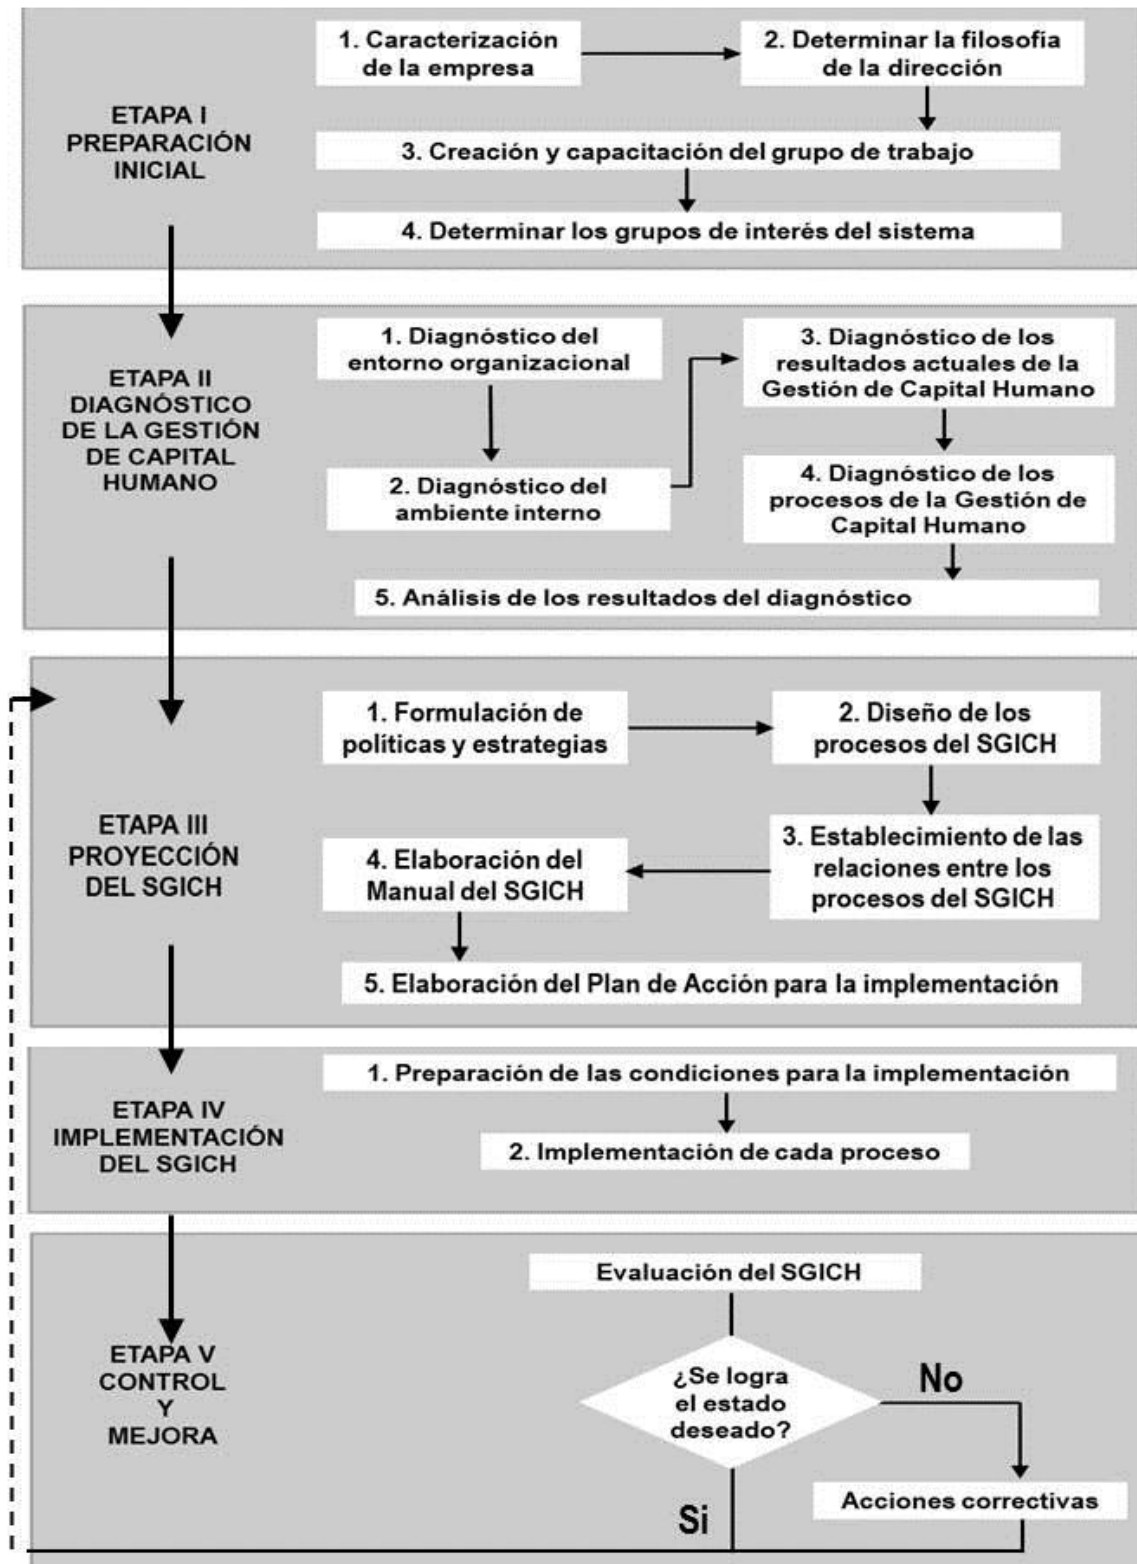 ETAPA I
PREPARACIÓN
INICIAL
1. Caracterización
de la empresa
2. Determinar la filosofía
de la dirección
3. Creación y capacitación del grupo de trabajo
4. Determinar los grupos de interés del sistema
ETAPA II
DIAGNÓSTICO
DE LA GESTIÓN
DE CAPITAL
HUMANO
1. Diagnóstico del
entorno organizacional
2. Diagnóstico del
ambiente interno
3. Diagnóstico de los
resultados actuales de la
Gestión de Capital Humano
4. Diagnóstico de los
procesos de la Gestión de
Capital Humano
5. Análisis de los resultados del diagnóstico
ETAPA III
PROYECCIÓN
DEL SGICH
1. Formulación de
políticas y estrategias
2. Diseño de los
procesos del SGICH
3. Establecimiento de las
relaciones entre los
procesos del SGICH
4. Elaboración del
Manual del SGICH
5. Elaboración del Plan de Acción para la implementación
ETAPA IV
IMPLEMENTACIÓN
DEL SGICH
1. Preparación de las condiciones para la implementación
2. Implementación de cada proceso
ETAPA V
CONTROL
Y
MEJORA
Evaluación del SGICH
¿Se logra
el estado
deseado?
No
Acciones correctivas
Si